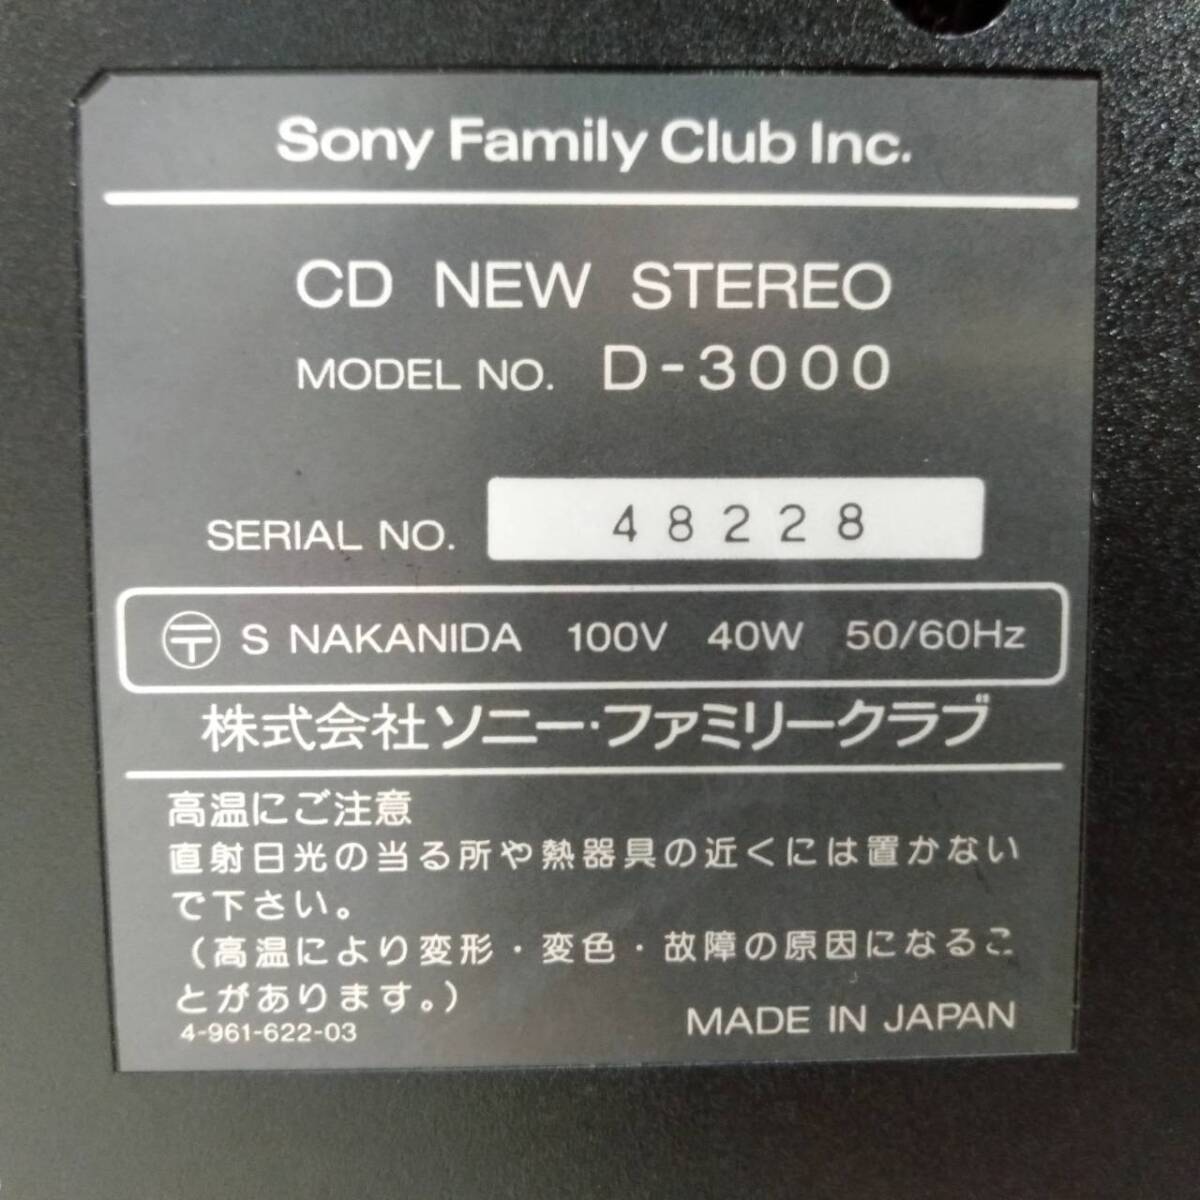 Sony Family Club Inc.
CD NEW STEREO
MODEL NO. D-3000
SERIAL NO. 48228
〶 S NAKANIDA 100V 40W 50/60Hz
株式会社ソニー・ファミリークラブ
高温にご注意
直射日光の当る所や熱器具の近くには置かない
で下さい。
(高温により変形・変色・故障の原因になるこ
とがあります。)
4-961-622-03
MADE IN JAPAN